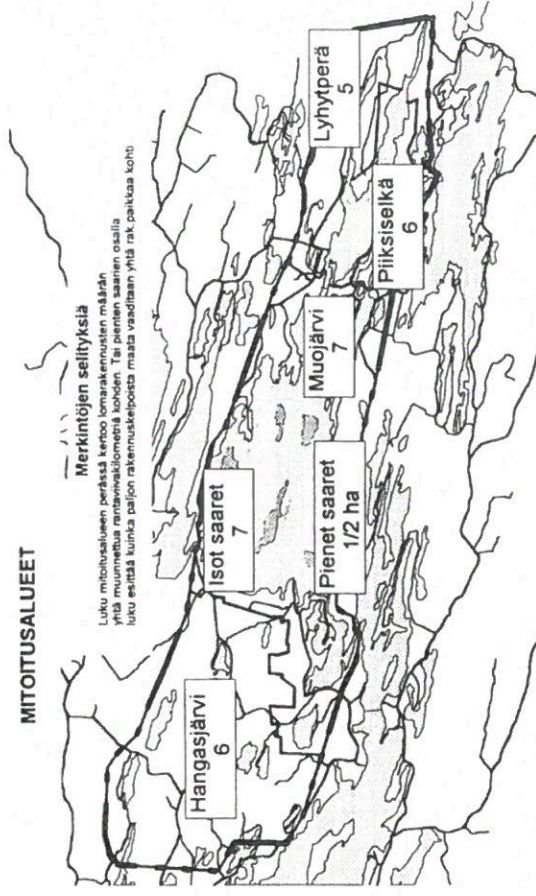 MITOITUSALUEET
Merkintöjen selityksiä
Luku mitoitusalueen perässä kertoo lomarakennusten määrän
yhtä muunnettua rantaviivakilometriä kohden. Tai pienten saarien osalla
luku esittää kuinka paljon rakennuskelpoista maata vaaditaan yhtä rak.paikkaa kohti
Hangasjärvi
6
Isot saaret
7
Pienet saaret
1/2 ha
Muojärvi
7
Piiksiselkä
6
Lyhytperä
5